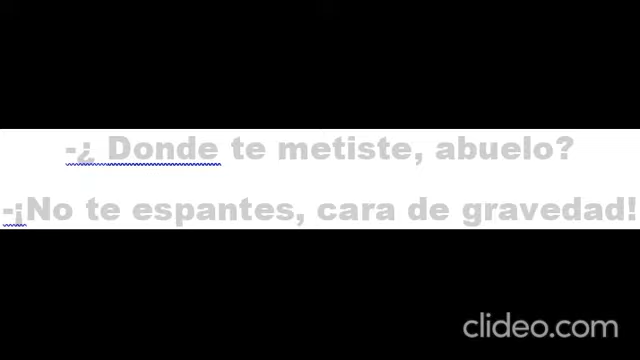 -¿ Donde te metiste, abuelo?
-¡No te espantes, cara de gravedad!
clideo.com